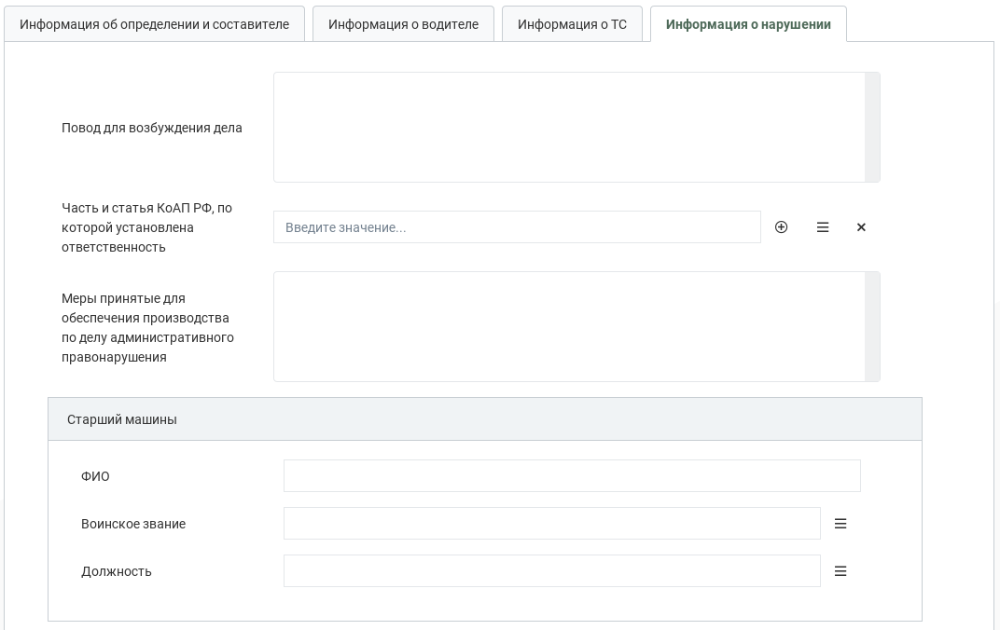 Информация об определении и составителе
Информация о водителе
Информация о ТС
Информация о нарушении
Повод для возбуждения дела
Часть и статья КоАП РФ, по
которой установлена
ответственность
Введите значение...
Меры принятые для
обеспечения производства
по делу административного
правонарушения
Старший машины
ФИО
Воинское звание
Должность